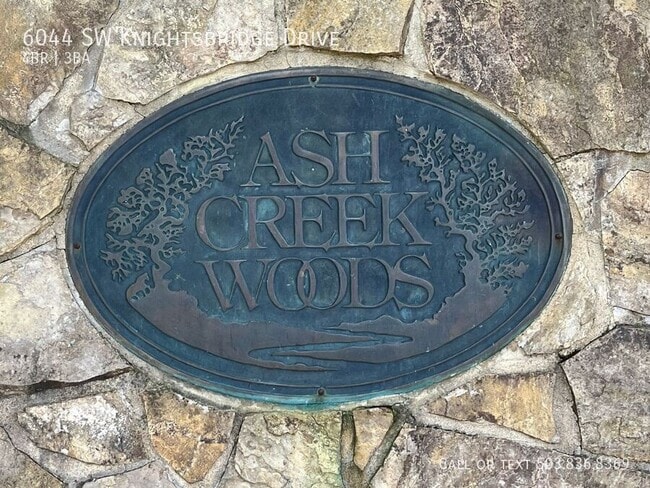 6044 SW Knightsbridge Drive
4BR | 3BA
ASH
CREEK
WOODS
CALL OR TEXT 503.836.8369